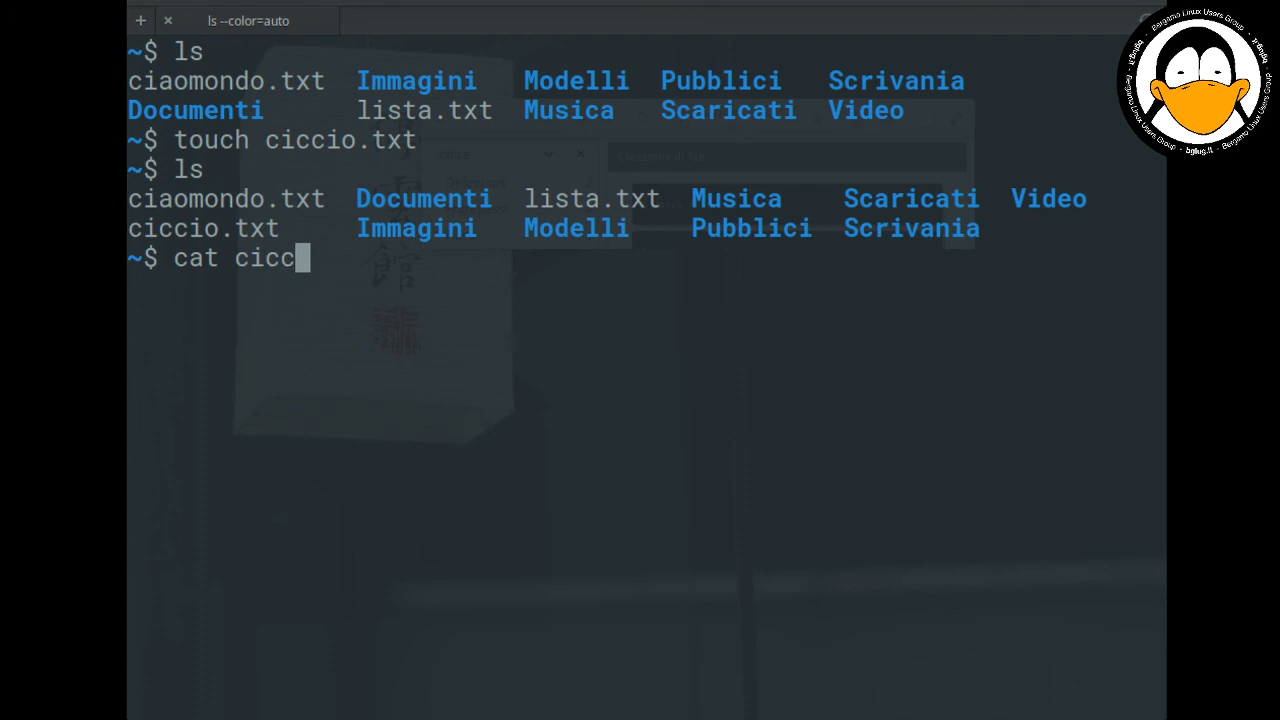 ls --color=auto
~$ ls
ciaomondo.txt Immagini Modelli Pubblici Scrivania
Documenti lista.txt Musica Scaricati Video
~$ touch ciccio.txt
~$ ls
ciaomondo.txt Documenti lista.txt Musica Scaricati Video
ciccio.txt Immagini Modelli Pubblici Scrivania
~$ cat cicc
Bergamo Linux Users Group
bglug.it